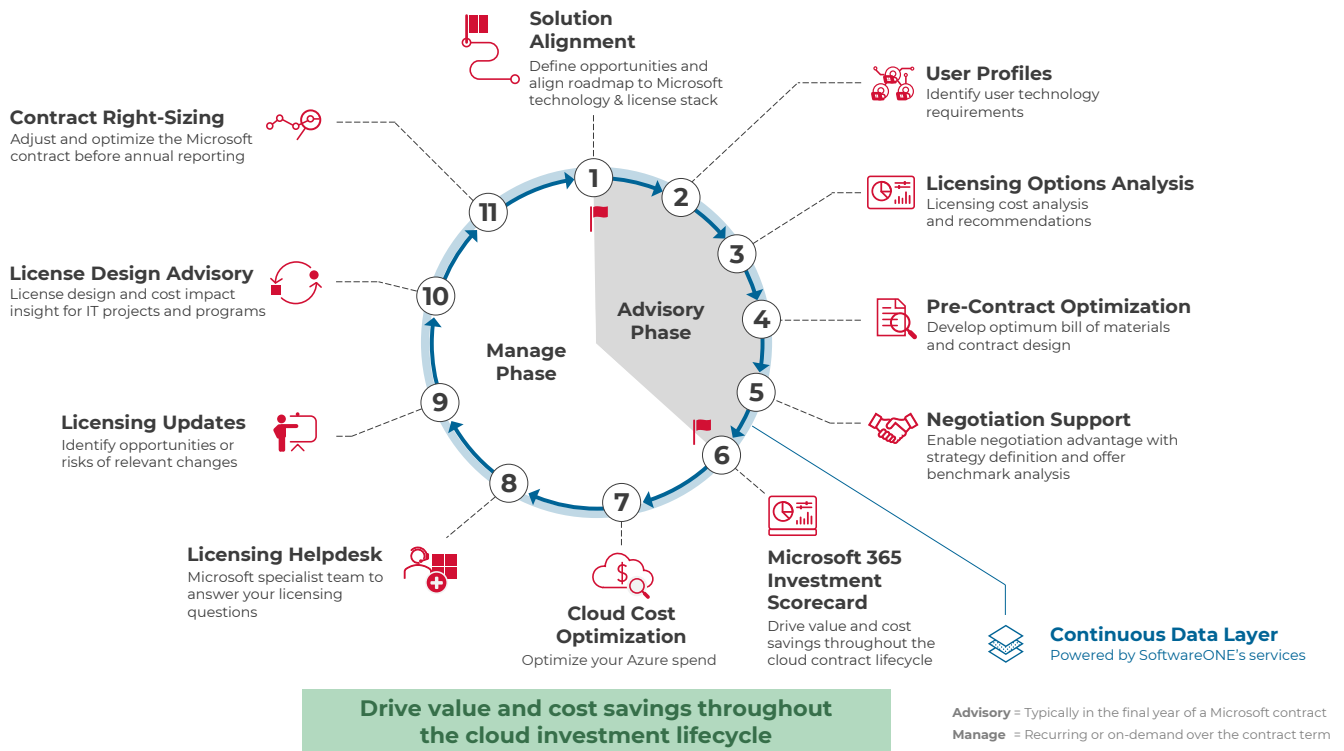 Solution
Alignment
Define opportunities and
align roadmap to Microsoft
technology & license stack
User Profiles
Identify user technology
requirements
Licensing Options Analysis
Licensing cost analysis
and recommendations
Pre-Contract Optimization
Develop optimum bill of materials
and contract design
Negotiation Support
Enable negotiation advantage with
strategy definition and offer
benchmark analysis
Microsoft 365
Investment
Scorecard
Drive value and cost
savings throughout the
cloud contract lifecycle
Cloud Cost
Optimization
Optimize your Azure spend
Licensing Helpdesk
Microsoft specialist team to
answer your licensing
questions
Licensing Updates
Identify opportunities or
risks of relevant changes
License Design Advisory
License design and cost impact
insight for IT projects and programs
Contract Right-Sizing
Adjust and optimize the Microsoft
contract before annual reporting
1
2
3
4
5
6
7
8
9
10
11
Advisory
Phase
Manage
Phase
$
Continuous Data Layer
Powered by SoftwareONE's services
Drive value and cost savings throughout
the cloud investment lifecycle
Advisory = Typically in the final year of a Microsoft contract
Manage = Recurring or on-demand over the contract term